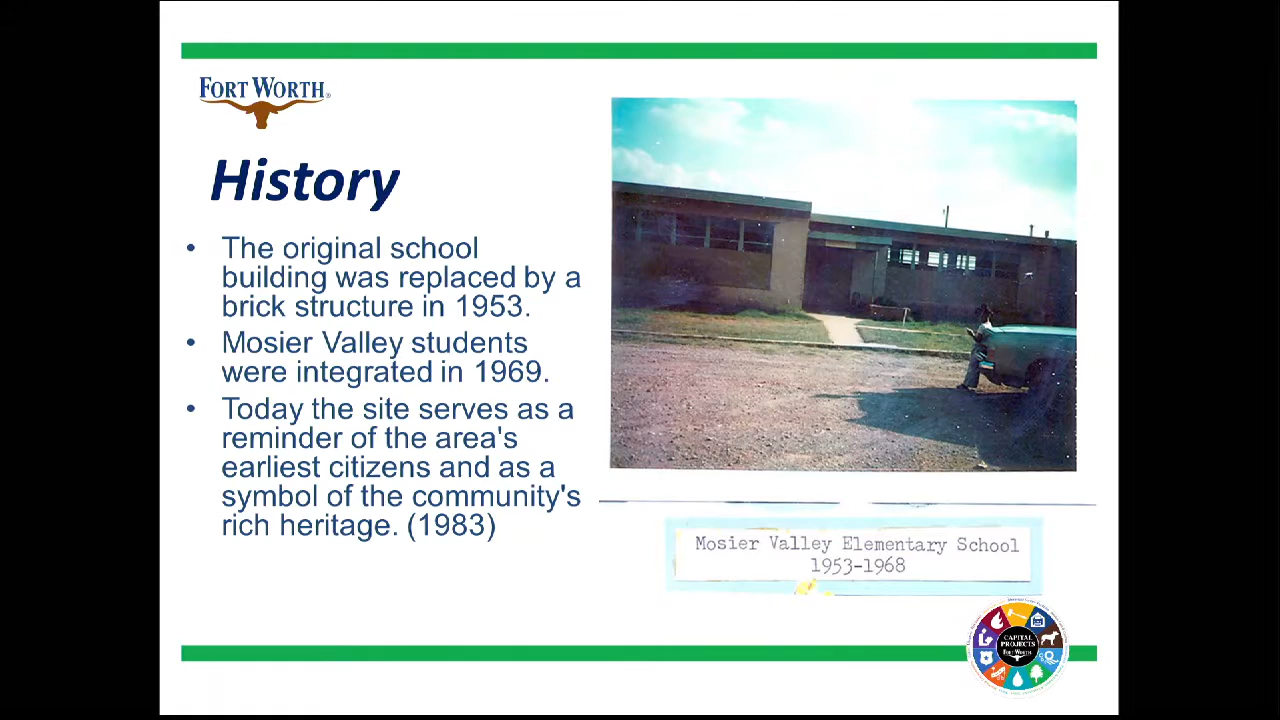 FORT WORTH®
History
• The original school
building was replaced by a
brick structure in 1953.
• Mosier Valley students
were integrated in 1969.
• Today the site serves as a
reminder of the area's
earliest citizens and as a
symbol of the community's
rich heritage. (1983)
Mosier Valley Elementary School
1953-1968
CAPITAL
PROJECTS
FORT WORTH